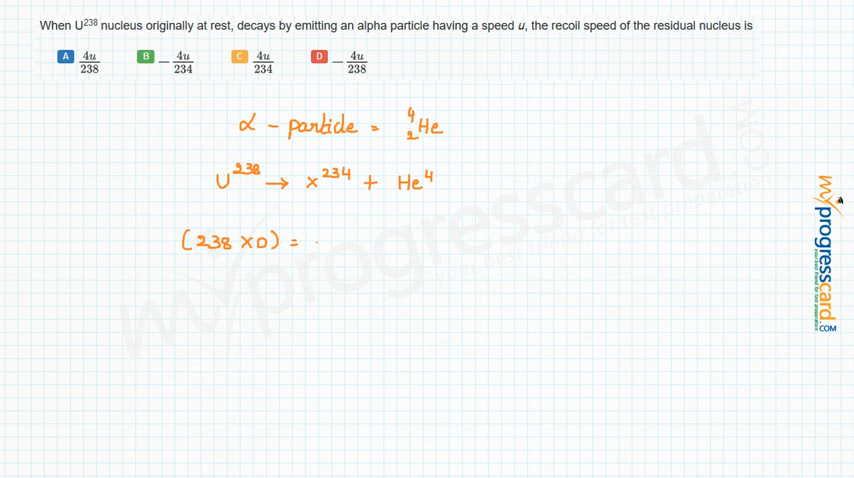 When U²³⁸ nucleus originally at rest, decays by emitting an alpha particle having a speed u, the recoil speed of the residual nucleus is
A 4u/238 B −4u/234 C 4u/234 D −4u/238
α - particle = ⁴₂He
U²³⁸ → x²³⁴ + He⁴
(238 × 0) =
myprogresscard.COM